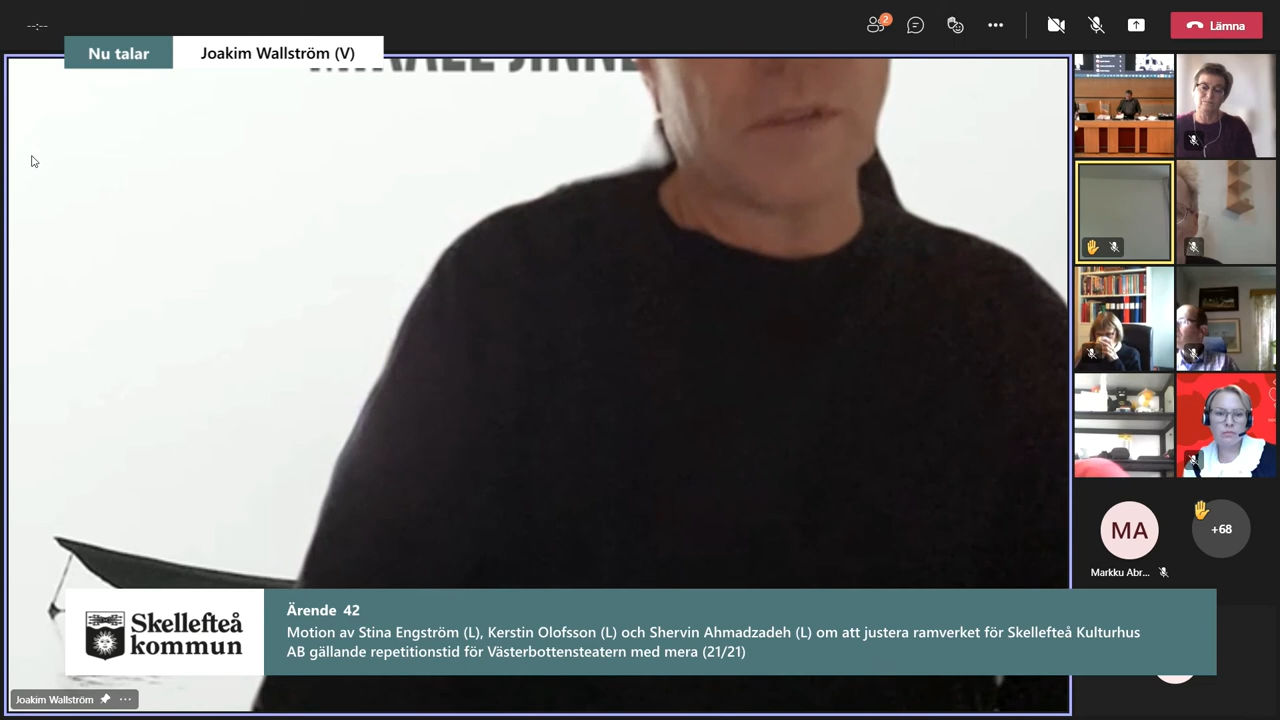 --:--
2
Lämna
Nu talar
Joakim Wallström (V)
MA
+68
Markku Abr...
Skellefteå
kommun
Ärende 42
Motion av Stina Engström (L), Kerstin Olofsson (L) och Shervin Ahmadzadeh (L) om att justera ramverket för Skellefteå Kulturhus
AB gällande repetitionstid för Västerbottensteatern med mera (21/21)
Joakim Wallström